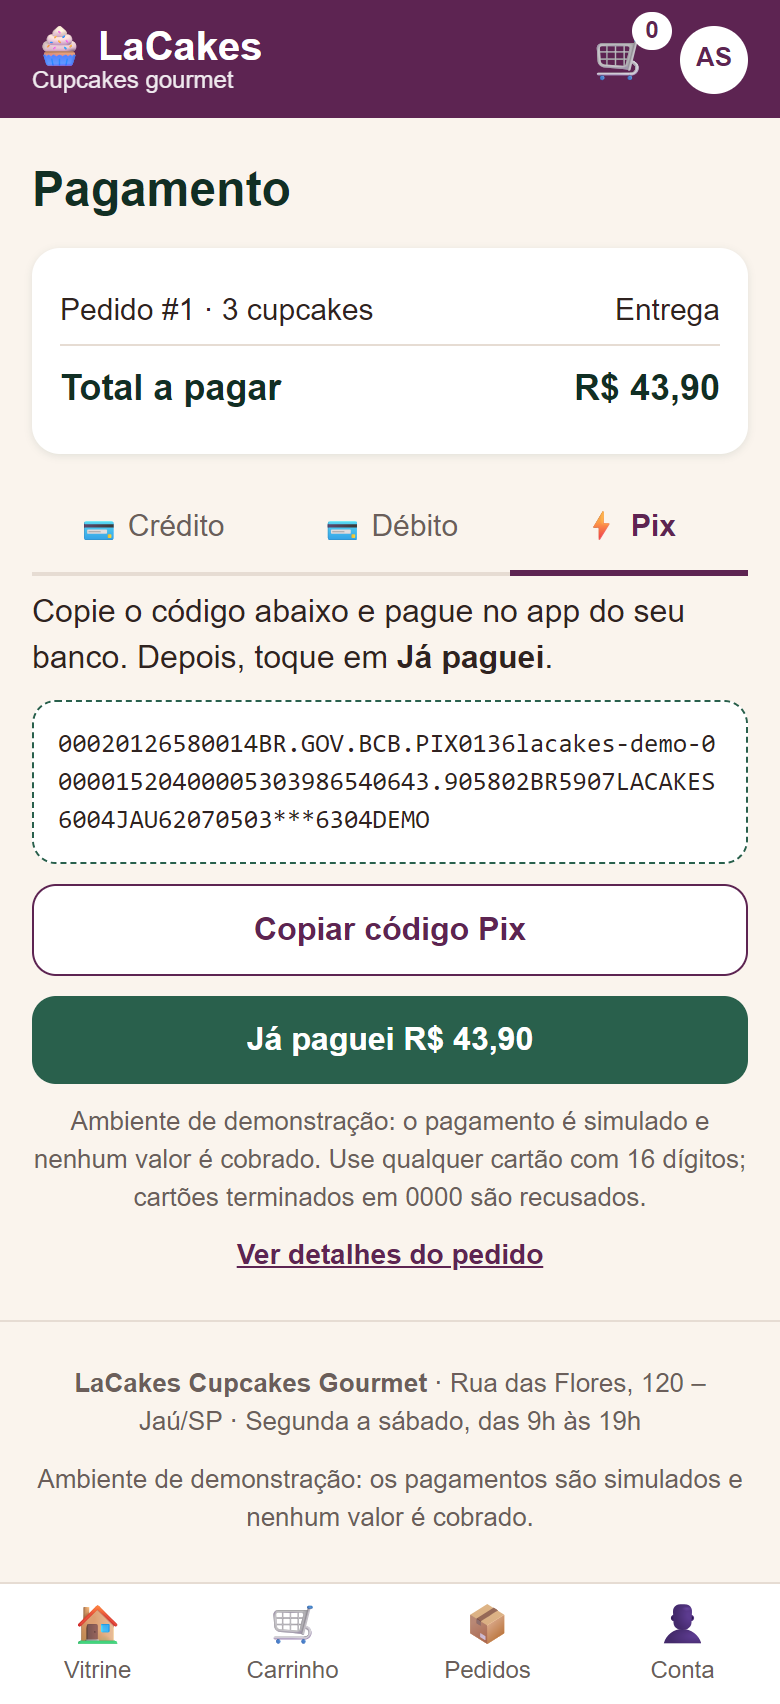 LaCakes
Cupcakes gourmet
0
AS
Pagamento
Pedido #1 · 3 cupcakes Entrega
Total a pagar R$ 43,90
Crédito Débito Pix
Copie o código abaixo e pague no app do seu
banco. Depois, toque em Já paguei.
00020126580014BR.GOV.BCB.PIX0136lacakes-demo-0
000015204000053039865406​43.905802BR5907LACAKES
6004JAU62070503***6304DEMO
Copiar código Pix
Já paguei R$ 43,90
Ambiente de demonstração: o pagamento é simulado e
nenhum valor é cobrado. Use qualquer cartão com 16 dígitos;
cartões terminados em 0000 são recusados.
Ver detalhes do pedido
LaCakes Cupcakes Gourmet · Rua das Flores, 120 –
Jaú/SP · Segunda a sábado, das 9h às 19h
Ambiente de demonstração: os pagamentos são simulados e
nenhum valor é cobrado.
Vitrine Carrinho Pedidos Conta